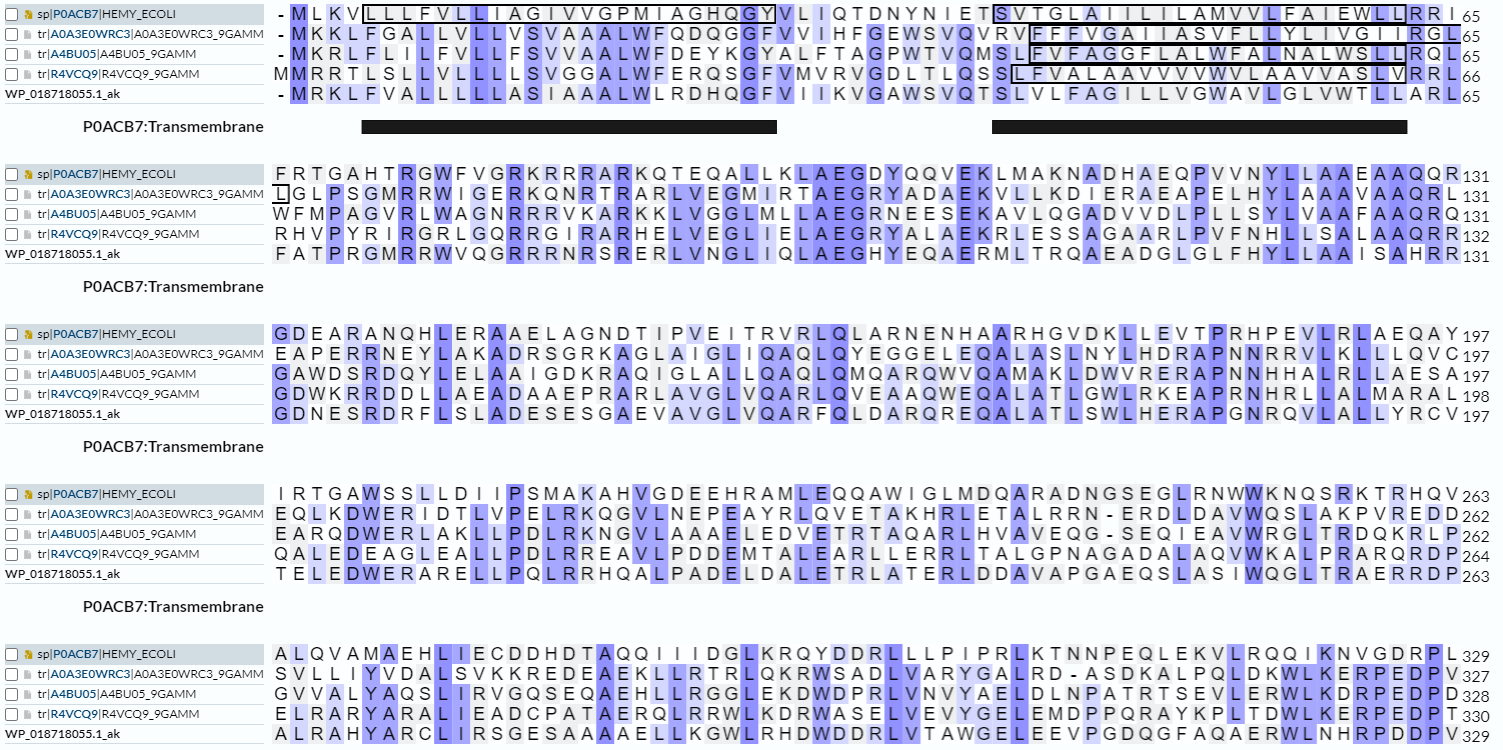 sp|P0ACB7|HEMY_ECOLI -MLKVLLLFVLLIAGIVVGPMIAGHQGYVLIQTDNYNIETSVTGLAIILILAMVVLFAIEWLLRRI 65
tr|A0A3E0WRC3|A0A3E0WRC3_9GAMM -MKKLFGALLVLLVSVAAALWFQDQGGFVVIHFGEWSVQVRVFFFVGAIIASVFLLYLIVGIIRGL 65
tr|A4BU05|A4BU05_9GAMM -MKRLFLILFVLLFSVVAALWFDEYKGYALFTAGPWTVQMSLFVFAGGFLALWFALNALWSLLRQL 65
tr|R4VCQ9|R4VCQ9_9GAMM MMRRTLSLLVLLLLSVGGALWFERQSGFVMVRVGDLTLQSSLFVALAAVVVVWVLAAVVASLVRRL 66
WP_018718055.1_ak -MRKLFVALLLLLASIAAALWLRDHQGFVIIKVGAWSVQTSLVLFAGILLVGWAVLGLVWTLLARL 65
P0ACB7:Transmembrane
sp|P0ACB7|HEMY_ECOLI FRTGAHTRGWFVGRKRRRARKQTEQALLKLAEGDYQQVEKLMAKNADHAEQPVVNYLLAAEAAQQR 131
tr|A0A3E0WRC3|A0A3E0WRC3_9GAMM LGLPSGMRRWIGERKQNRTRARLVEGMIRTAEGRYADAEKVLLKDLERAEAPELHYLAAAVAAQRL 131
tr|A4BU05|A4BU05_9GAMM WFMPAGVRLWAGNRRRRVKARKKLVGGLMLLAEGRNEESEKAVLQGADVVDLPLLSYLVAAFAAQRQ 131
tr|R4VCQ9|R4VCQ9_9GAMM RHVPYRIRGRLGQRRGIRARHELVEGLIELAEGRYALAEKRLESSAGAARLPVFNHLLSALAAQRR 132
WP_018718055.1_ak FATPRGMRRWVQGRRRNRSRERLVNGLIQLAEGHYEQAERMLTRQAEADGLGLFHYLLAAISAHRR 131
P0ACB7:Transmembrane
sp|P0ACB7|HEMY_ECOLI GDEARANQHLERAAELAGNDTIPVEITRVRLQLARNENHAARHGVDKLLEVTPRHPEVLRLAEQAY 197
tr|A0A3E0WRC3|A0A3E0WRC3_9GAMM EAPERRNEYLAKADRSGRKAGLAIGLIQAQLQYEGGELEQALASLNYLHDRAPNNRRVLKLLLQVC 197
tr|A4BU05|A4BU05_9GAMM GAWDSRDQYLELAAIGDKRAQIGLALLQAQLQMQARQWVQAMAKLDWVRERAPNNHHALRLLAESA 197
tr|R4VCQ9|R4VCQ9_9GAMM GDWKRRDDLLAEADAAEPRARLAVGLVQARLQVEAAQWEQALATLGWLRKEAPRNHRLLALMARAL 198
WP_018718055.1_ak GDNESRDRFLSLADESESGAEVAVGLVQARFQLDARQREQALATLSWLHERAPGNRQVLALLYRCV 197
P0ACB7:Transmembrane
sp|P0ACB7|HEMY_ECOLI IRTGAWSSLLDIIPSMAKAHVGDEEHRAMLEQQAWIGLMDQARADNGSEGLRNWWKNQSRKTRHQV 263
tr|A0A3E0WRC3|A0A3E0WRC3_9GAMM EQLKDWERIDTLVPELRKQGVLNEPEAYRLQVETAKHRLETALRRN-ERDLDAVWQSLAKPVREDD 262
tr|A4BU05|A4BU05_9GAMM EARQDWERLAKLLPDLRKNGVLAAAELEDVETRTAQARLHVAVEQG-SEQIEAVWRGLTRDQKRLP 262
tr|R4VCQ9|R4VCQ9_9GAMM QALEDEAGLEALLPDLRREAVLPDDEMTALEARLLERRLTALGPNAGADALAQVWKALPRARQRDP 264
WP_018718055.1_ak TELEDWERARELLPQLRRHQALPADELDALETRLATERLDDAVAPGAEQSLASIWQGLTRAERRDP 263
P0ACB7:Transmembrane
sp|P0ACB7|HEMY_ECOLI ALQVAMAEHLIECDDHDTAQQIIIDGLKRQYDDRLLLPIPRLKTNNPEQLEKVLRQQIKNVGDRPL 329
tr|A0A3E0WRC3|A0A3E0WRC3_9GAMM SVLLIYVDALSVKKREDEAEKLLRTRLQKRWSADLVARYGALRD-ASDKALPQLDKWLKERPEDPV 327
tr|A4BU05|A4BU05_9GAMM GVVALYAQSLIRVGQSEQAEHLLRGGLEKDWDPRLVNVYAELDLNPATRTSEVLERWLKDRPEDPD 328
tr|R4VCQ9|R4VCQ9_9GAMM ELRARYARALIEADCPATAERQLRRWLKDRWASELVEVYGELEMDPPQRAYKPLTDWLKERPEDPT 330
WP_018718055.1_ak ALRAHYARCLIRSGESAAAAELLKGWLRHDWDDRLVTAWGELEEVPGDQGFAQAERWLNHRPDDPV 329